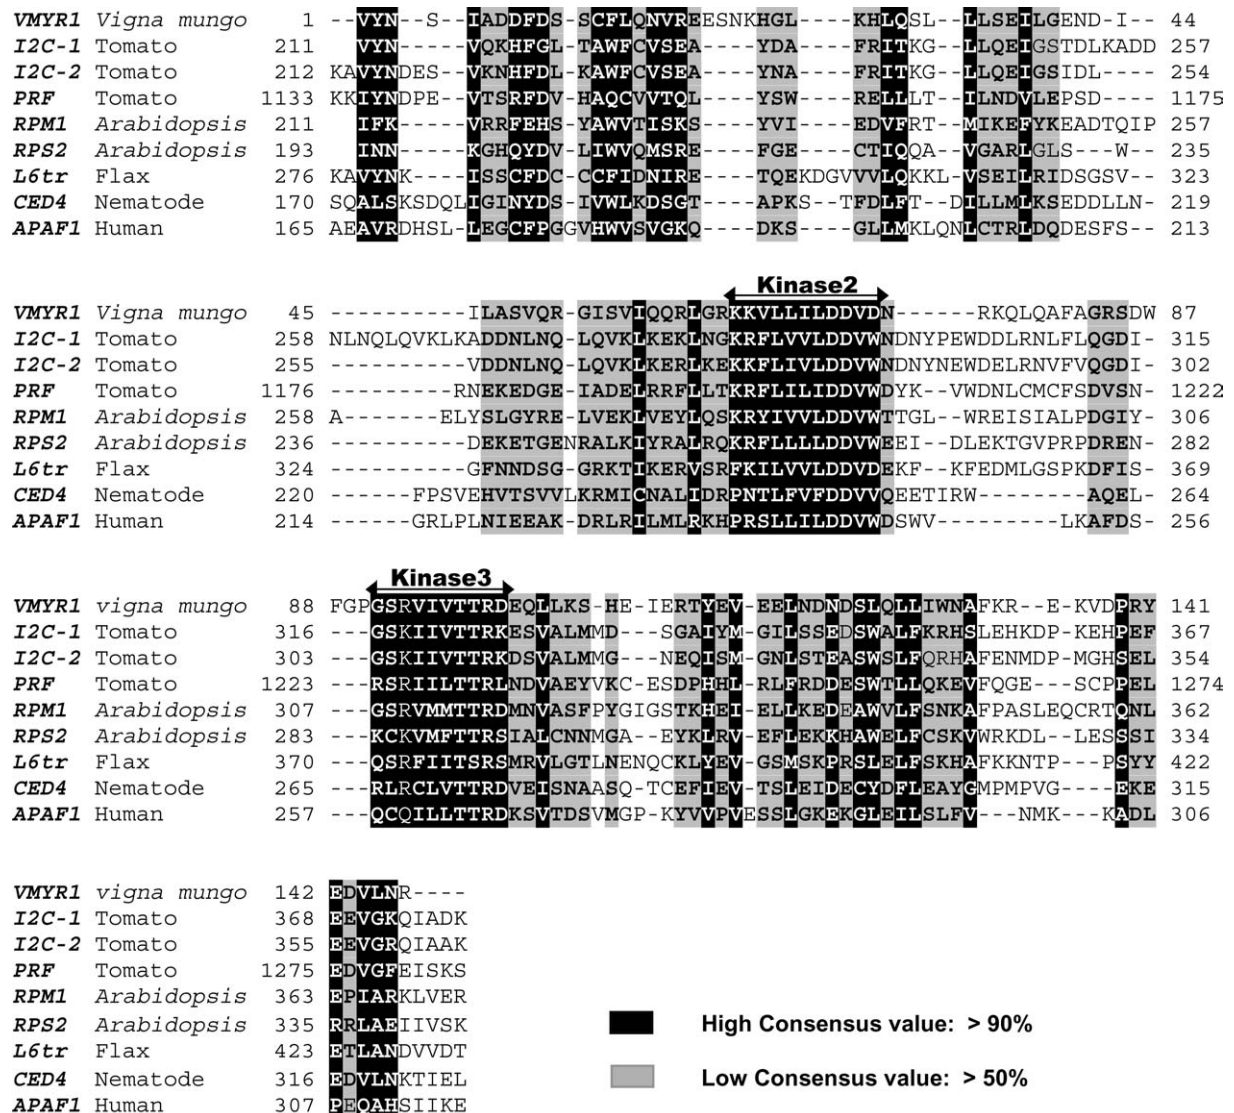 VMYR1 Vigna mungo 1 --VYN--S--IADDFDS-SCFLQNVREESNKHGL----KHLQSL--LLSEILGEND-I-- 44
I2C-1 Tomato 211 VYN-----VQKHFGL-TAWFCVSEA----YDA----FRITKG--LLQEIGSTDLKADD 257
I2C-2 Tomato 212 KAVYNDES--VKNHFDL-KAWFCVSEA----YNA----FRITKG--LLQEIGSIDL---- 254
PRF Tomato 1133 KKIYNDPE--VTSRFDV-HAQCVVTQL----YSW----RELLLT--ILNDVLEPSD---- 1175
RPM1 Arabidopsis 211 IFK-----VRRFEHS-YAWVTISKS----YVI----EDVFRT--MIKEFYKEADTQIP 257
RPS2 Arabidopsis 193 INN-----KGHQYDV-LIWVQMSRE----FGE----CTIQQA--VGARLGLS---W-- 235
L6tr Flax 276 KAVYNK----ISSCFDC-CCFIDNIRE----TQEKDGVVVLQKKL-VSEILRIDSGSV-- 323
CED4 Nematode 170 SQALSKSDQLIGINYDS-IVWLKDSGT----APKS--TFDLFT--DILLMLKSEDDLLN- 219
APAF1 Human 165 AEAVRDHSL-LEGCFPGGVHWVSVGKQ----DKS----GLLMKLQNLCTRLDQDESFS-- 213
Kinase2
VMYR1 Vigna mungo 45 ----------ILASVQR-GISVIQQRLGRKKVLLILDDVDN------RKQLQAFAGRSDW 87
I2C-1 Tomato 258 NLNQLQVKLKADDNLNQ-LQVKLKEKLNGKRFLVVLDDVWNDNYPEWDDLRNLFLQGDI- 315
I2C-2 Tomato 255 ----------VDDNLNQ-LQVKLKERLKEKKFLIVLDDVWNDNYNEWDELRNVFVQGDI- 302
PRF Tomato 1176 ---------RNEKEDGE-IADELRRFLLTKRFLILIDDVWDYK--VWDNLCMCFSDVSN- 1222
RPM1 Arabidopsis 258 A-------ELYSLGYRE-LVEKLVEYLQSKRYIVVLDDVWTTGL--WREISIALPDGIY- 306
RPS2 Arabidopsis 236 ----------DEKETGENRALKIYRALRQKRFLLLLDDVWEEI--DLEKTGVPRPDREN- 282
L6tr Flax 324 ----------GFNNDSG-GRKTIKERVSRFKILVVLDDVDEKF--KFEDMLGSPKDFIS- 369
CED4 Nematode 220 ------FPSVEHVTSVVLKRMICNALIDRPNTLFVFDDVVQEETIRW--------AQEL- 264
APAF1 Human 214 ------GRLPLNIEEAK-DRLRILMLRKHPRSLLILDDVWDSWV---------LKAFDS- 256
Kinase3
VMYR1 vigna mungo 88 FGPGSRVIVTTRDEQLLKS-HE-IERTYEV-EELNDNDSLQLLIWNAFKR--E-KVDPRY 141
I2C-1 Tomato 316 ---GSKIIVTTRKESVALMMD---SGAIYM-GILSSEDSWALFKRHSLEHKDP-KEHPEF 367
I2C-2 Tomato 303 ---GSKIIVTTRKDSVALMMG---NEQISM-GNLSTEASWSLFQRHAFENMDP-MGHSEL 354
PRF Tomato 1223 ---RSRIILTTRLNDVAEYVKC-ESDPHHL-RLFRDDESWTLLQKEVFQGE---SCPPEL 1274
RPM1 Arabidopsis 307 ---GSRVMMTTRDMNVASFPYGIGSTKHEI-ELLKEDEAWVLFSNKAFPASLEQCRTQNL 362
RPS2 Arabidopsis 283 ---KCKVMFTTRSIALCNNMGA--EYKLRV-EFLEKKHAWELFCSKVWRKDLL--LESSSI 334
L6tr Flax 370 ---QSRFIITSRSMRVLGTLNENQCKLYEV-GSMSKPRSLELFSKHAFKKNTP---PSYY 422
CED4 Nematode 265 ---RLRCLVTTRDVEISNAASQ-TCEFIEV-TSLEIDECYDFLEAYGMPMPVG---EKE 315
APAF1 Human 257 ---QCQILLTTRDKSVTDSVMGP-KYVVPVESSLGKEKGLEILSLFV---NMK---KADL 306
VMYR1 vigna mungo 142 EDVLNR----
I2C-1 Tomato 368 EEVGKQIADK
I2C-2 Tomato 355 EEVGRQIAAK
PRF Tomato 1275 EDVGFEISKS
RPM1 Arabidopsis 363 EPIARKLVER
RPS2 Arabidopsis 335 RRLAEIIVSK
High Consensus value: > 90%
L6tr Flax 423 ETLANDVVDT
CED4 Nematode 316 EDVLNKTIEL
Low Consensus value: > 50%
APAF1 Human 307 PEQAHSIIKE